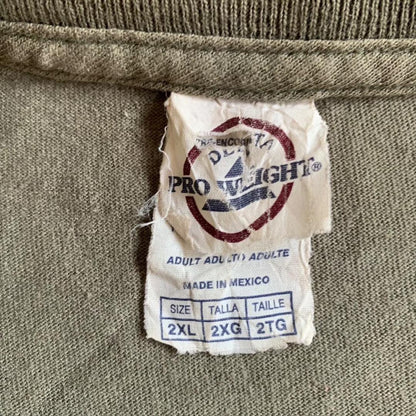 DELTA
PRO WEIGHT®
ADULT ADULTO ADULTE
MADE IN MEXICO
SIZE TALLA TAILLE
2XL 2XG 2TG